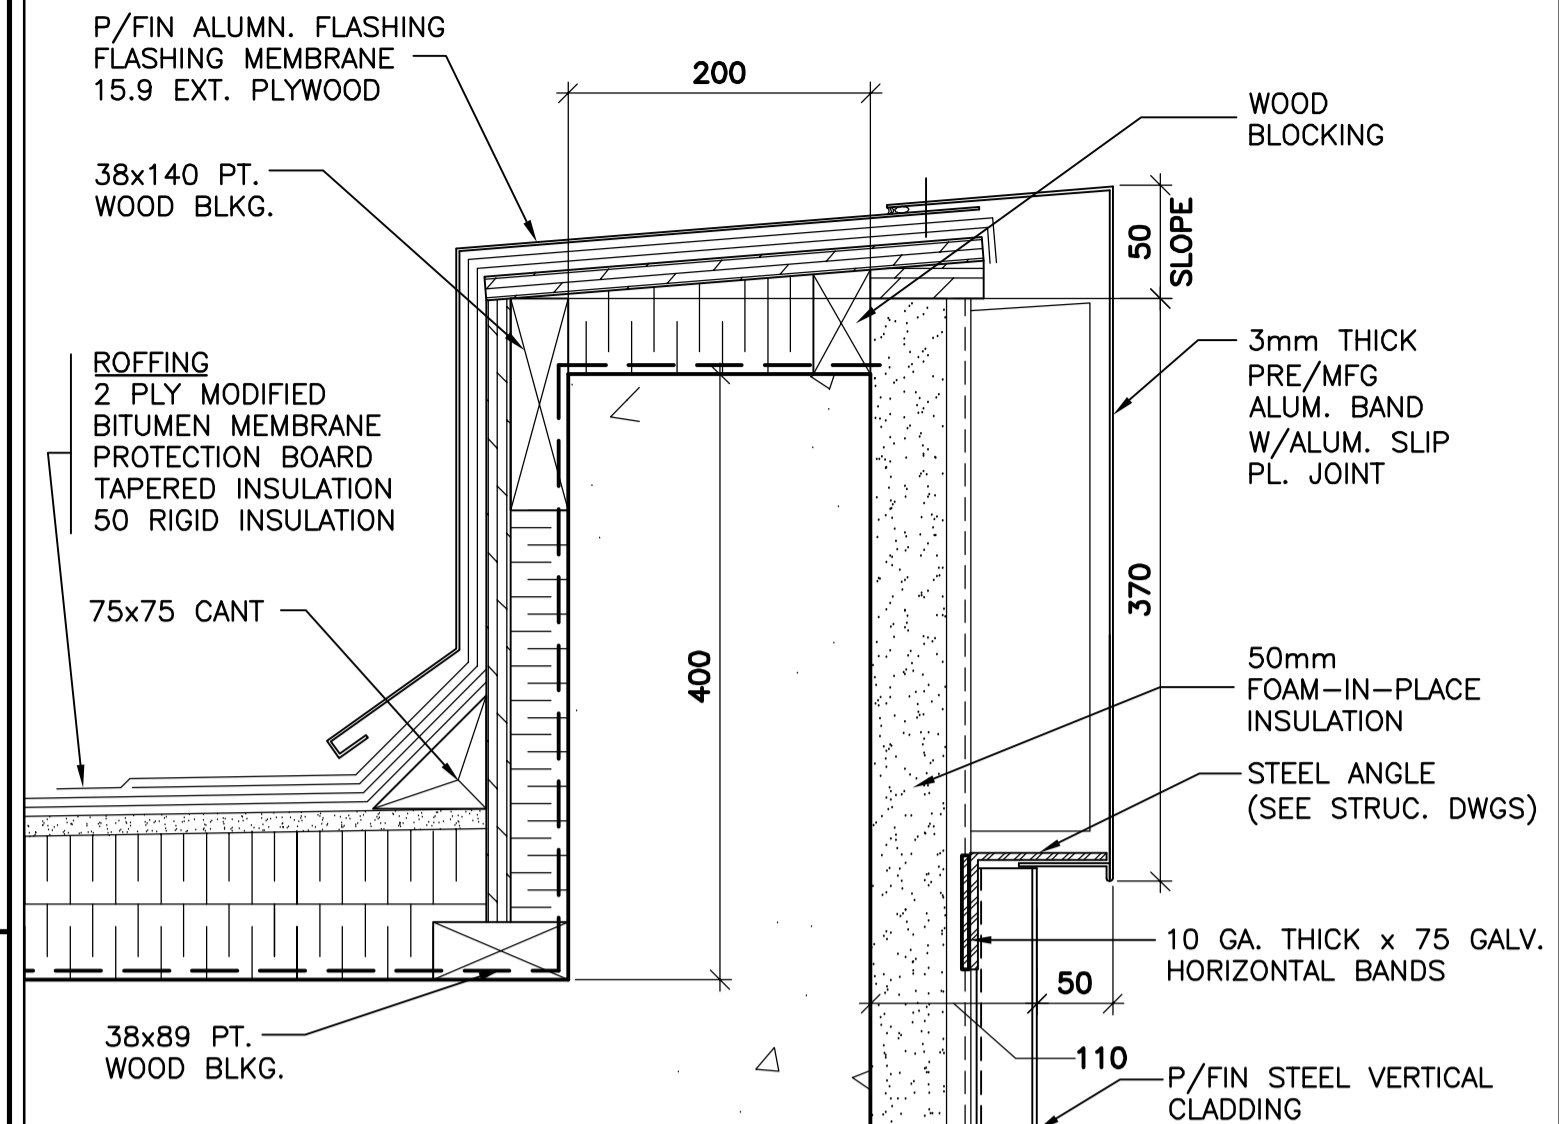 P/FIN ALUMN. FLASHING
FLASHING MEMBRANE
15.9 EXT. PLYWOOD
38x140 PT.
WOOD BLKG.
ROFFING
2 PLY MODIFIED
BITUMEN MEMBRANE
PROTECTION BOARD
TAPERED INSULATION
50 RIGID INSULATION
75x75 CANT
38x89 PT.
WOOD BLKG.
200
400
WOOD
BLOCKING
50
SLOPE
3mm THICK
PRE/MFG
ALUM. BAND
W/ALUM. SLIP
PL. JOINT
370
50mm
FOAM-IN-PLACE
INSULATION
STEEL ANGLE
(SEE STRUC. DWGS)
10 GA. THICK x 75 GALV.
HORIZONTAL BANDS
50
110
P/FIN STEEL VERTICAL
CLADDING